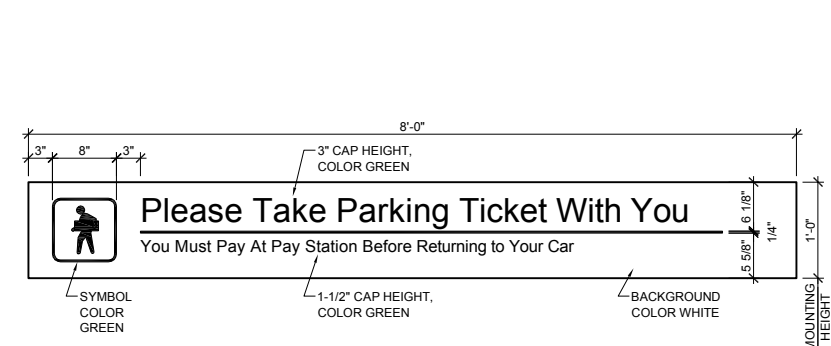 8'-0"
3" 8" 3"
3" CAP HEIGHT,
COLOR GREEN
Please Take Parking Ticket With You
You Must Pay At Pay Station Before Returning to Your Car
6 1/8"
1/4"
5 5/8"
1'-0"
SYMBOL
COLOR
GREEN
1-1/2" CAP HEIGHT,
COLOR GREEN
BACKGROUND
COLOR WHITE
MOUNTING
HEIGHT